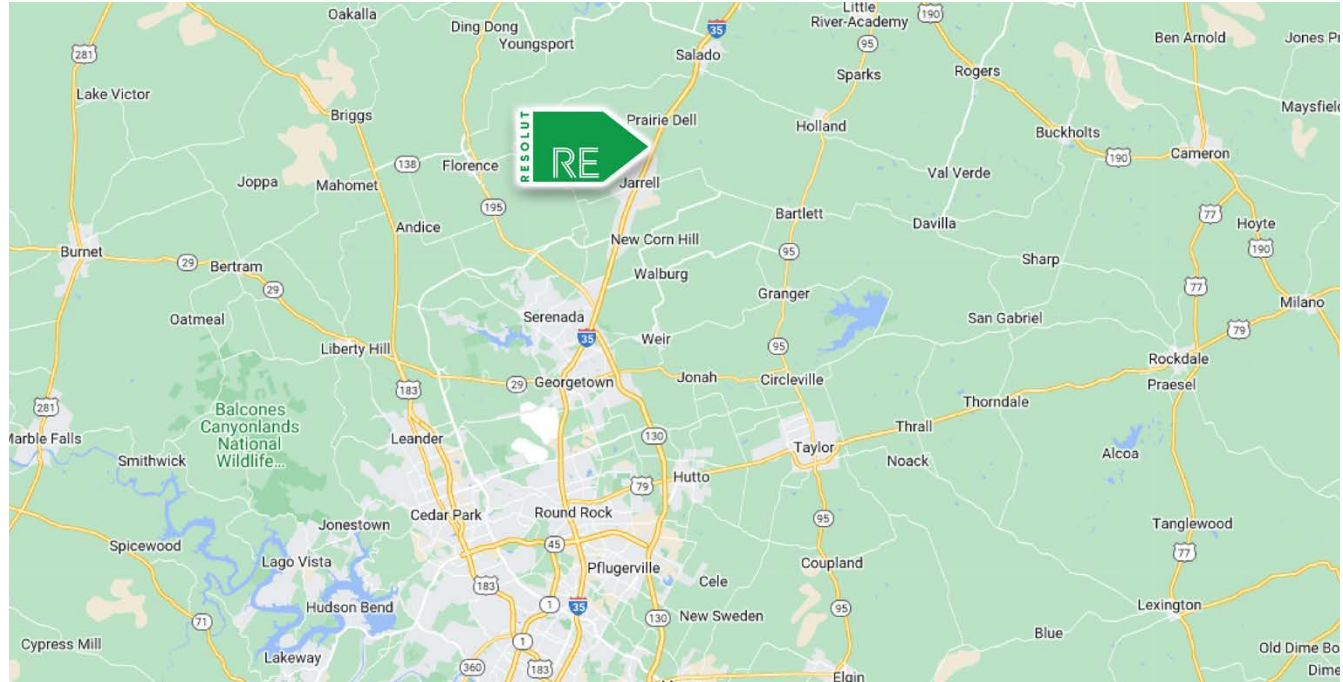 Oakalla
Ding Dong
Youngsport
Little
River-Academy
190
Ben Arnold
Jones Pr
281
35
Salado
95
Lake Victor
Sparks
Rogers
Maysfield
Briggs
RESOLUT
RE
Prairie Dell
Holland
Buckholts
190
Cameron
138
Florence
Joppa
Mahomet
Jarrell
Val Verde
195
Andice
Bartlett
Davilla
77
Hoyte
Burnet
29
Bertram
New Corn Hill
95
190
Sharp
Walburg
29
Granger
77
Milano
Oatmeal
Serenada
35
Weir
San Gabriel
79
Liberty Hill
95
Rockdale
183
29
Georgetown
Jonah
Circleville
Praesel
281
Balcones
Canyonlands
National
Wildlife...
Thorndale
Marble Falls
Leander
130
Thrall
Taylor
Smithwick
Noack
Alcoa
79
Hutto
Cedar Park
Round Rock
95
Jonestown
Tanglewood
Spicewood
45
77
Lago Vista
Pflugerville
Coupland
183
Cele
Hudson Bend
1
35
130
New Sweden
95
Lexington
71
Blue
Cypress Mill
1
Old Dime Bo
Lakeway
360
183
Elgin
Dime